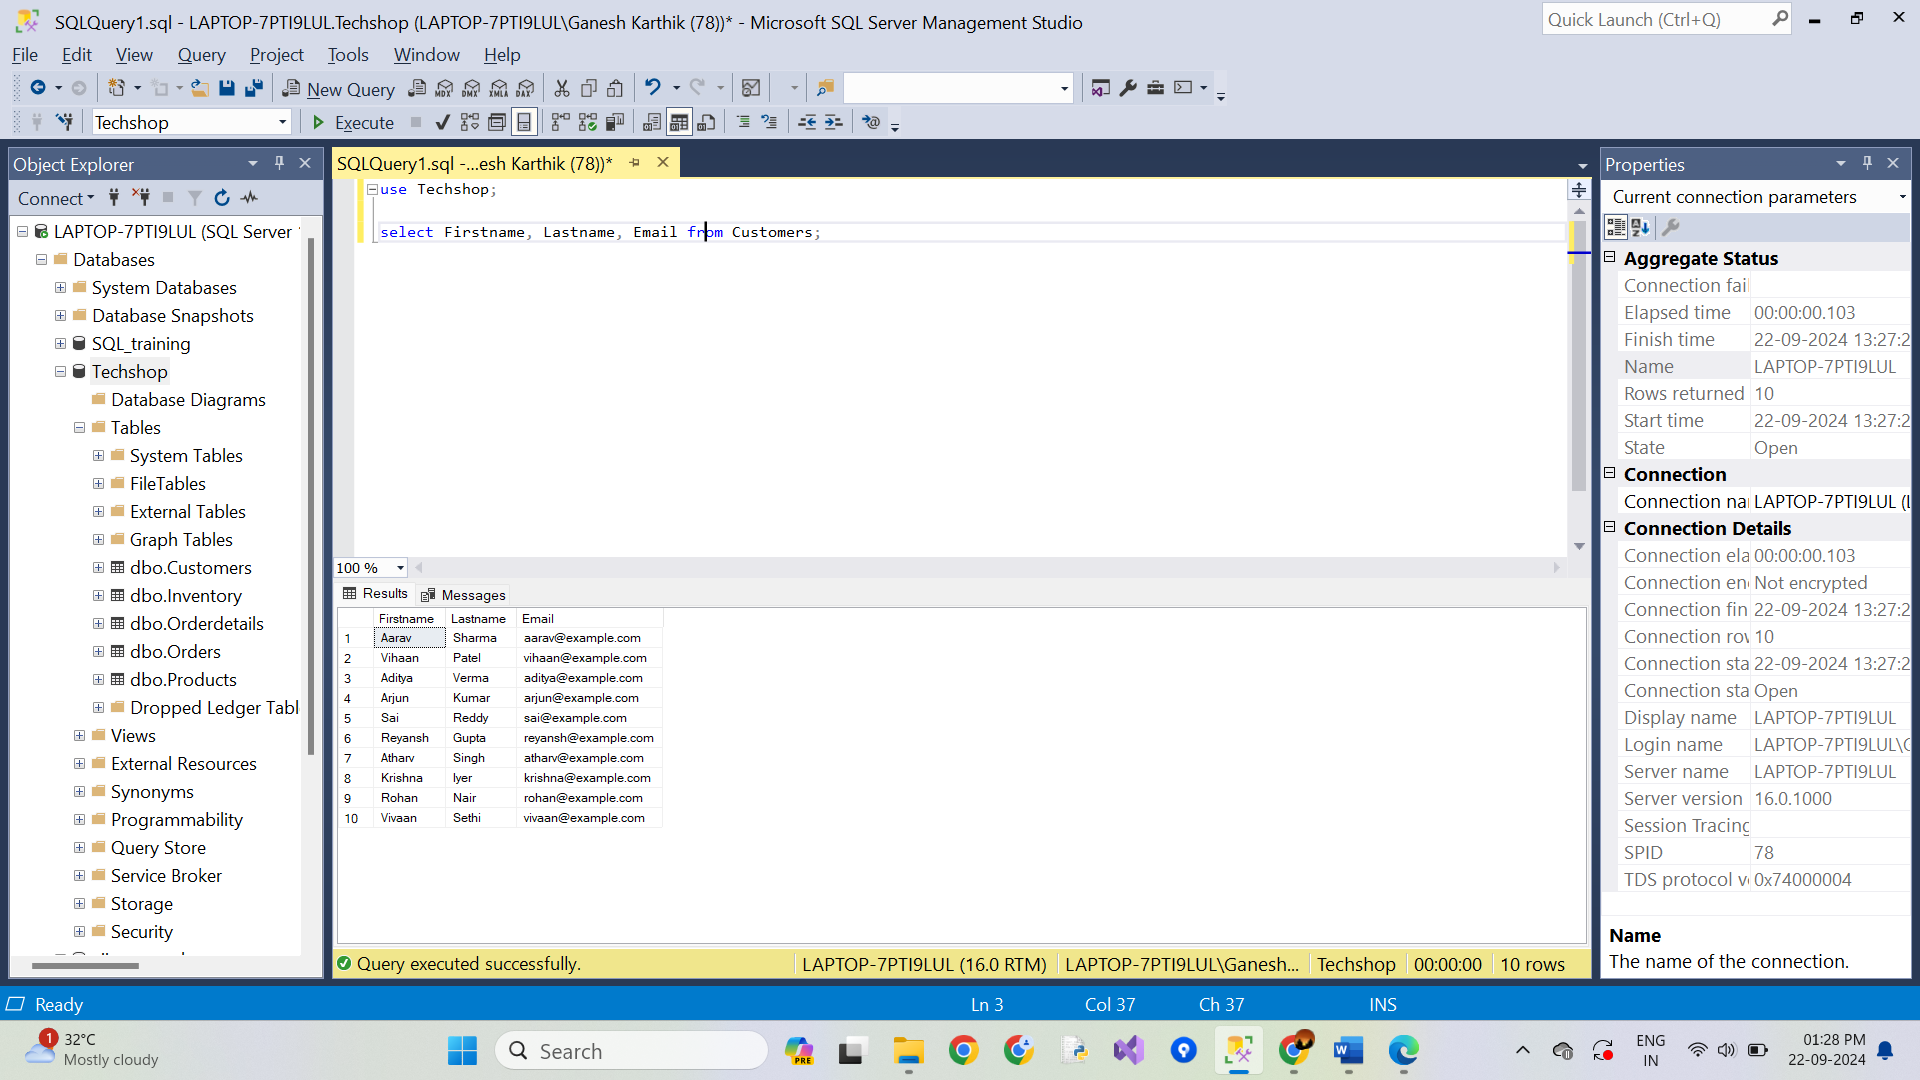 SQLQuery1.sql - LAPTOP-7PTI9LUL.Techshop (LAPTOP-7PTI9LUL\Ganesh Karthik (78))* - Microsoft SQL Server Management Studio
Quick Launch (Ctrl+Q)
File Edit View Query Project Tools Window Help
New Query
MDX DMX XMLA DAX
Techshop
Execute
Object Explorer
Connect
LAPTOP-7PTI9LUL (SQL Server
Databases
System Databases
Database Snapshots
SQL_training
Techshop
Database Diagrams
Tables
System Tables
FileTables
External Tables
Graph Tables
dbo.Customers
dbo.Inventory
dbo.Orderdetails
dbo.Orders
dbo.Products
Dropped Ledger Tabl
Views
External Resources
Synonyms
Programmability
Query Store
Service Broker
Storage
Security
SQLQuery1.sql -...esh Karthik (78))*
use Techshop;
select Firstname, Lastname, Email from Customers;
100 %
Results Messages
Firstname Lastname Email
1 Aarav Sharma aarav@example.com
2 Vihaan Patel vihaan@example.com
3 Aditya Verma aditya@example.com
4 Arjun Kumar arjun@example.com
5 Sai Reddy sai@example.com
6 Reyansh Gupta reyansh@example.com
7 Atharv Singh atharv@example.com
8 Krishna Iyer krishna@example.com
9 Rohan Nair rohan@example.com
10 Vivaan Sethi vivaan@example.com
Query executed successfully.
LAPTOP-7PTI9LUL (16.0 RTM) LAPTOP-7PTI9LUL\Ganesh... Techshop 00:00:00 10 rows
Properties
Current connection parameters
Aggregate Status
Connection fail
Elapsed time 00:00:00.103
Finish time 22-09-2024 13:27:2
Name LAPTOP-7PTI9LUL
Rows returned 10
Start time 22-09-2024 13:27:2
State Open
Connection
Connection nai LAPTOP-7PTI9LUL (L
Connection Details
Connection ela 00:00:00.103
Connection en Not encrypted
Connection fin 22-09-2024 13:27:2
Connection rov 10
Connection sta 22-09-2024 13:27:2
Connection sta Open
Display name LAPTOP-7PTI9LUL
Login name LAPTOP-7PTI9LUL\G
Server name LAPTOP-7PTI9LUL
Server version 16.0.1000
Session Tracing
SPID 78
TDS protocol v 0x74000004
Name
The name of the connection.
Ready
Ln 3 Col 37 Ch 37 INS
1
32°C
Mostly cloudy
Search
PRE
ENG
IN
01:28 PM
22-09-2024